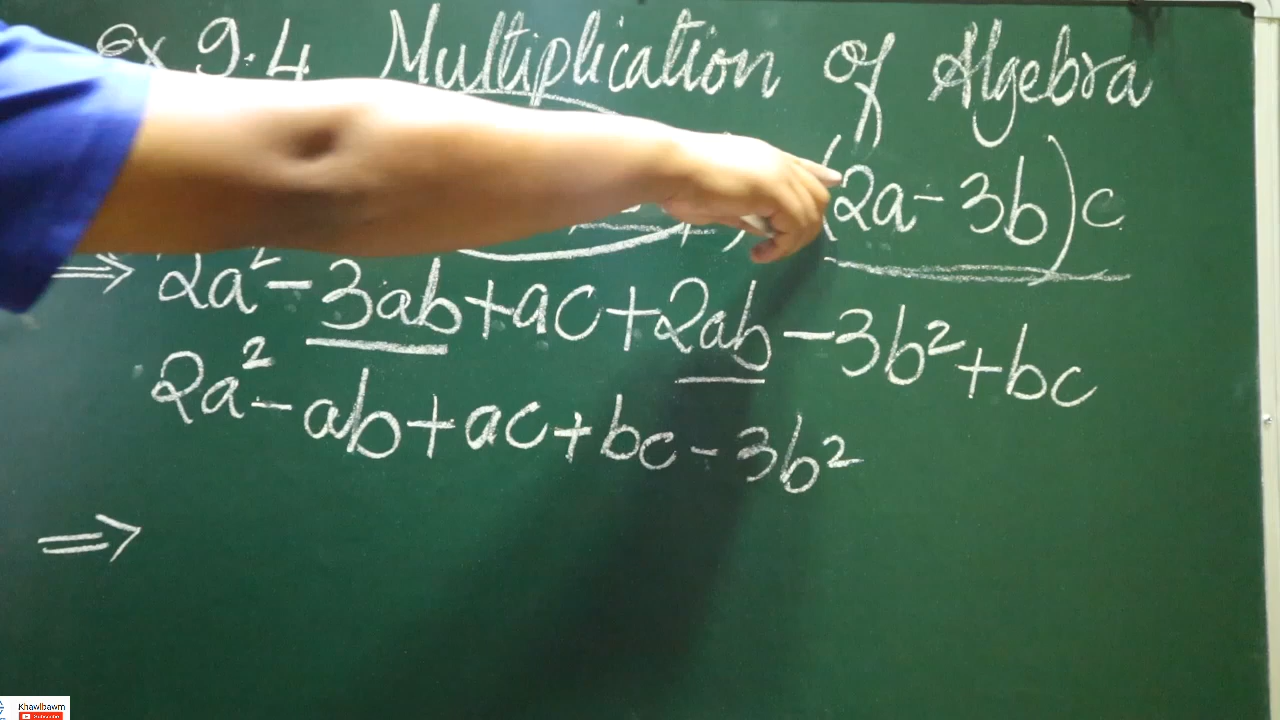 Ex 9.4 Multiplication of Algebra
(2a - 3b) c
⇒ 2a² - 3ab + ac + 2ab - 3b² + bc
2a² - ab + ac + bc - 3b²
⇒
Khawlbawm
Subscribe